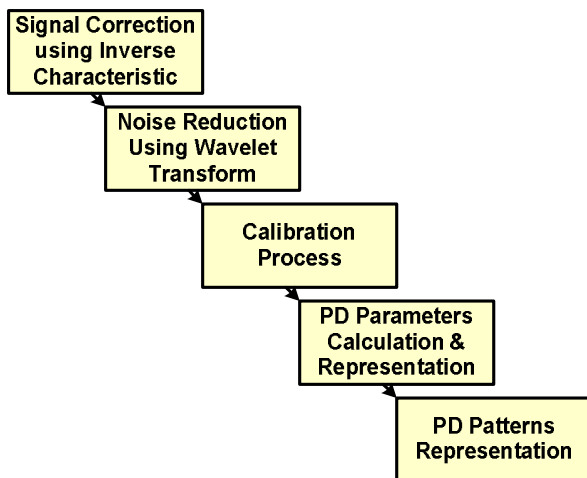 Signal Correction
using Inverse
Characteristic
Noise Reduction
Using Wavelet
Transform
Calibration
Process
PD Parameters
Calculation &
Representation
PD Patterns
Representation